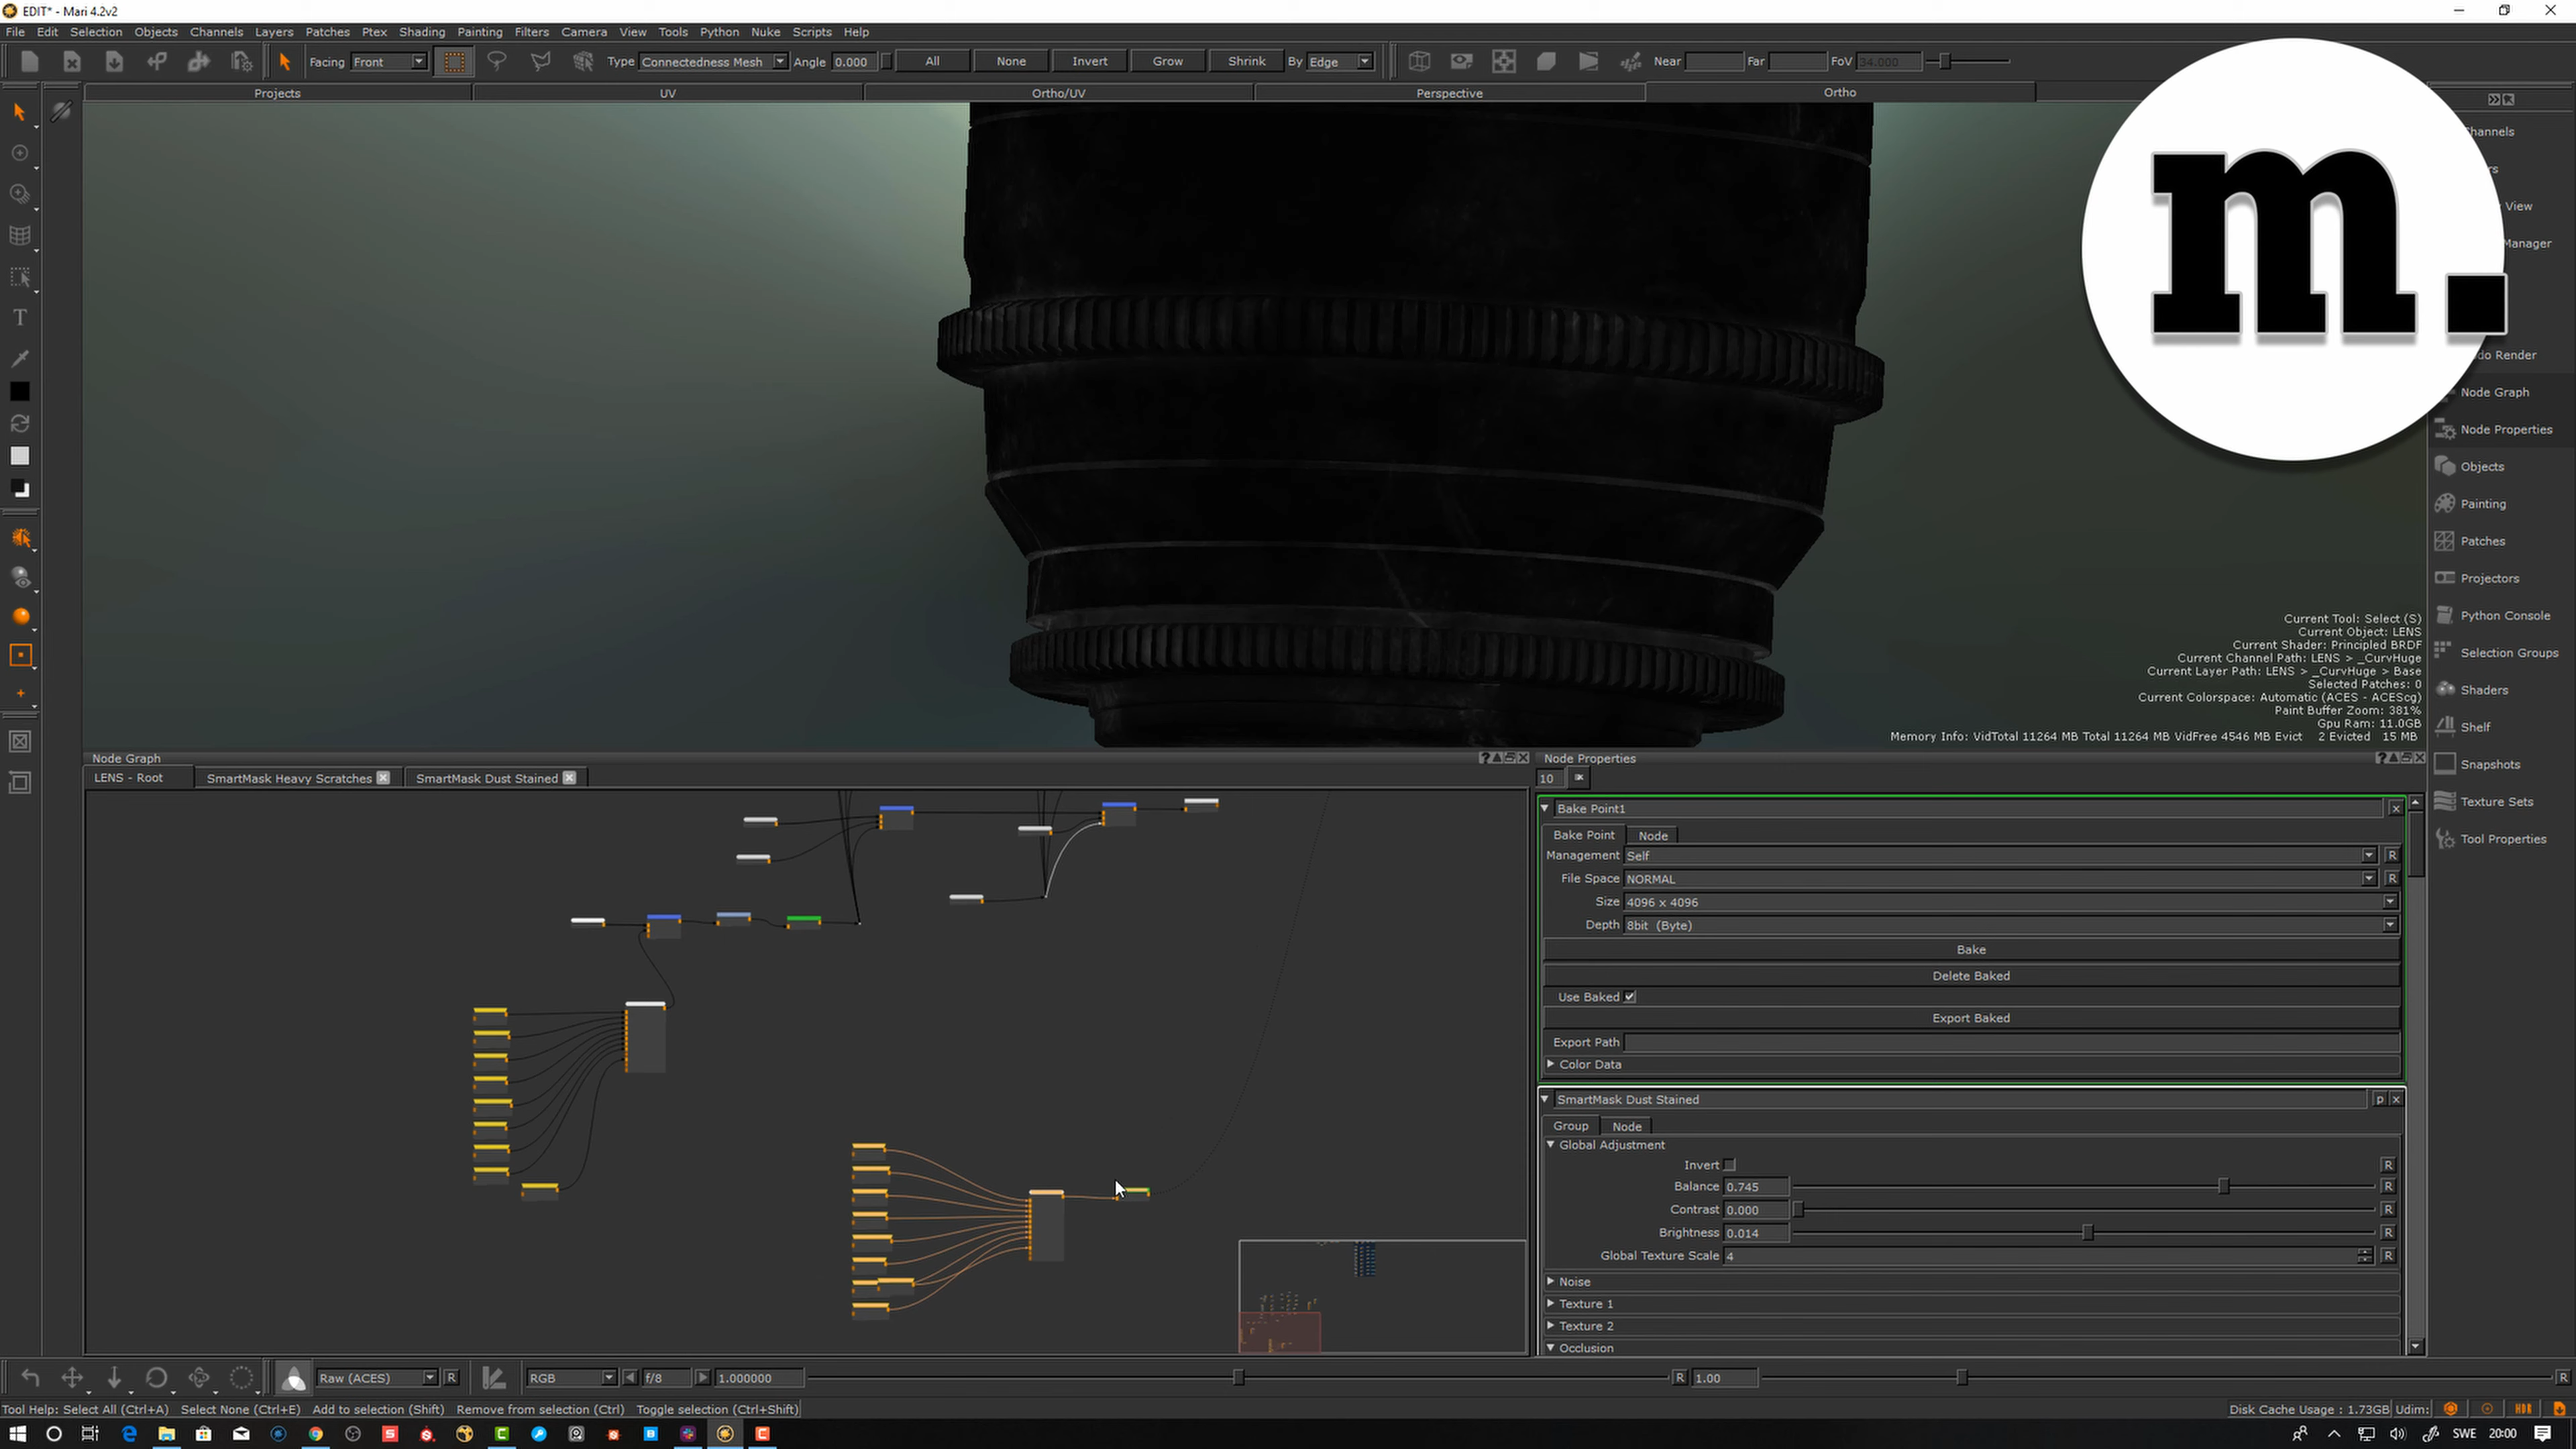 EDIT* - Mari 4.2v2
File Edit Selection Objects Channels Layers Patches Ptex Shading Painting Filters Camera View Tools Python Nuke Scripts Help
Facing Front Type Connectedness Mesh Angle 0.000 All None Invert Grow Shrink By Edge Near Far FoV 34.000
Projects UV Ortho/UV Perspective Ortho
m.
View
Manager
Render
Node Graph
Node Properties
Objects
Painting
Patches
Projectors
Python Console
Selection Groups
Shaders
Shelf
Snapshots
Texture Sets
Tool Properties
Current Tool: Select (S)
Current Object: LENS
Current Shader: Principled BRDF
Current Channel Path: LENS > _CurvHuge
Current Layer Path: LENS > _CurvHuge > Base
Selected Patches: 0
Current Colorspace: Automatic (ACES - ACEScg)
Paint Buffer Zoom: 381%
Gpu Ram: 11.0GB
Memory Info: VidTotal 11264 MB Total 11264 MB VidFree 4546 MB Evict 2 Evicted 15 MB
Node Graph
LENS - Root SmartMask Heavy Scratches SmartMask Dust Stained
Node Properties
10
Bake Point1
Bake Point Node
Management Self R
File Space NORMAL R
Size 4096 x 4096
Depth 8bit (Byte)
Bake
Delete Baked
Use Baked
Export Baked
Export Path
Color Data
SmartMask Dust Stained p x
Group Node
Global Adjustment
Invert R
Balance 0.745 R
Contrast 0.000 R
Brightness 0.014 R
Global Texture Scale 4 R
Noise
Texture 1
Texture 2
Occlusion
Raw (ACES) R RGB f/8 1.000000 R 1.00 R
Tool Help: Select All (Ctrl+A) Select None (Ctrl+E) Add to selection (Shift) Remove from selection (Ctrl) Toggle selection (Ctrl+Shift)
Disk Cache Usage : 1.73GB Udim: HDR
SWE 20:00